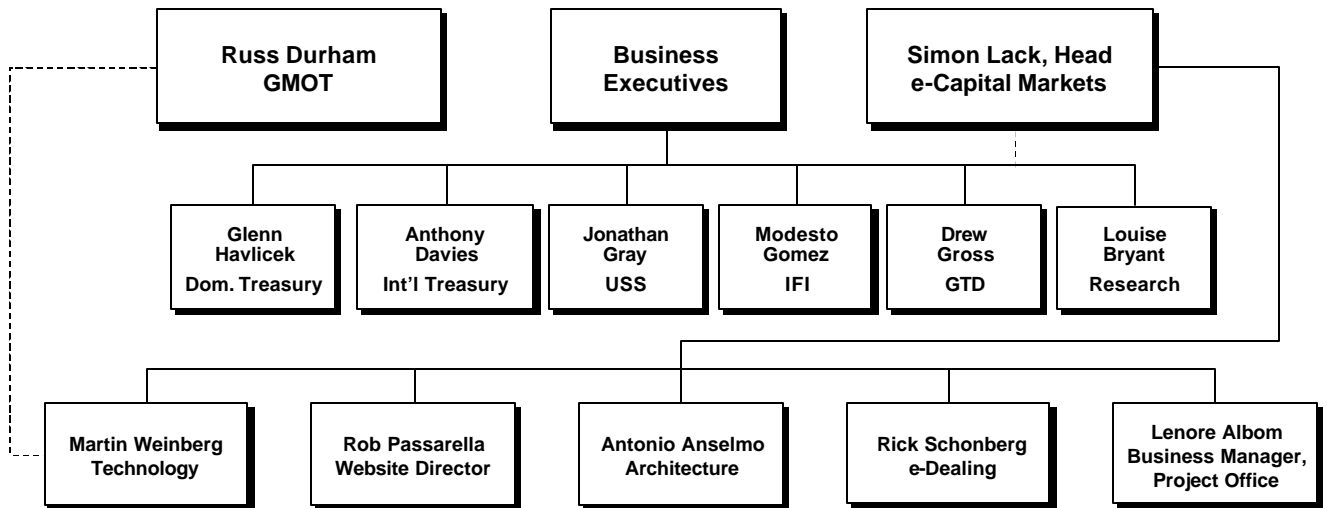 Russ Durham
GMOT
Business
Executives
Simon Lack, Head
e-Capital Markets
Glenn
Havlicek
Dom. Treasury
Anthony
Davies
Int'l Treasury
Jonathan
Gray
USS
Modesto
Gomez
IFI
Drew
Gross
GTD
Louise
Bryant
Research
Martin Weinberg
Technology
Rob Passarella
Website Director
Antonio Anselmo
Architecture
Rick Schonberg
e-Dealing
Lenore Albom
Business Manager,
Project Office